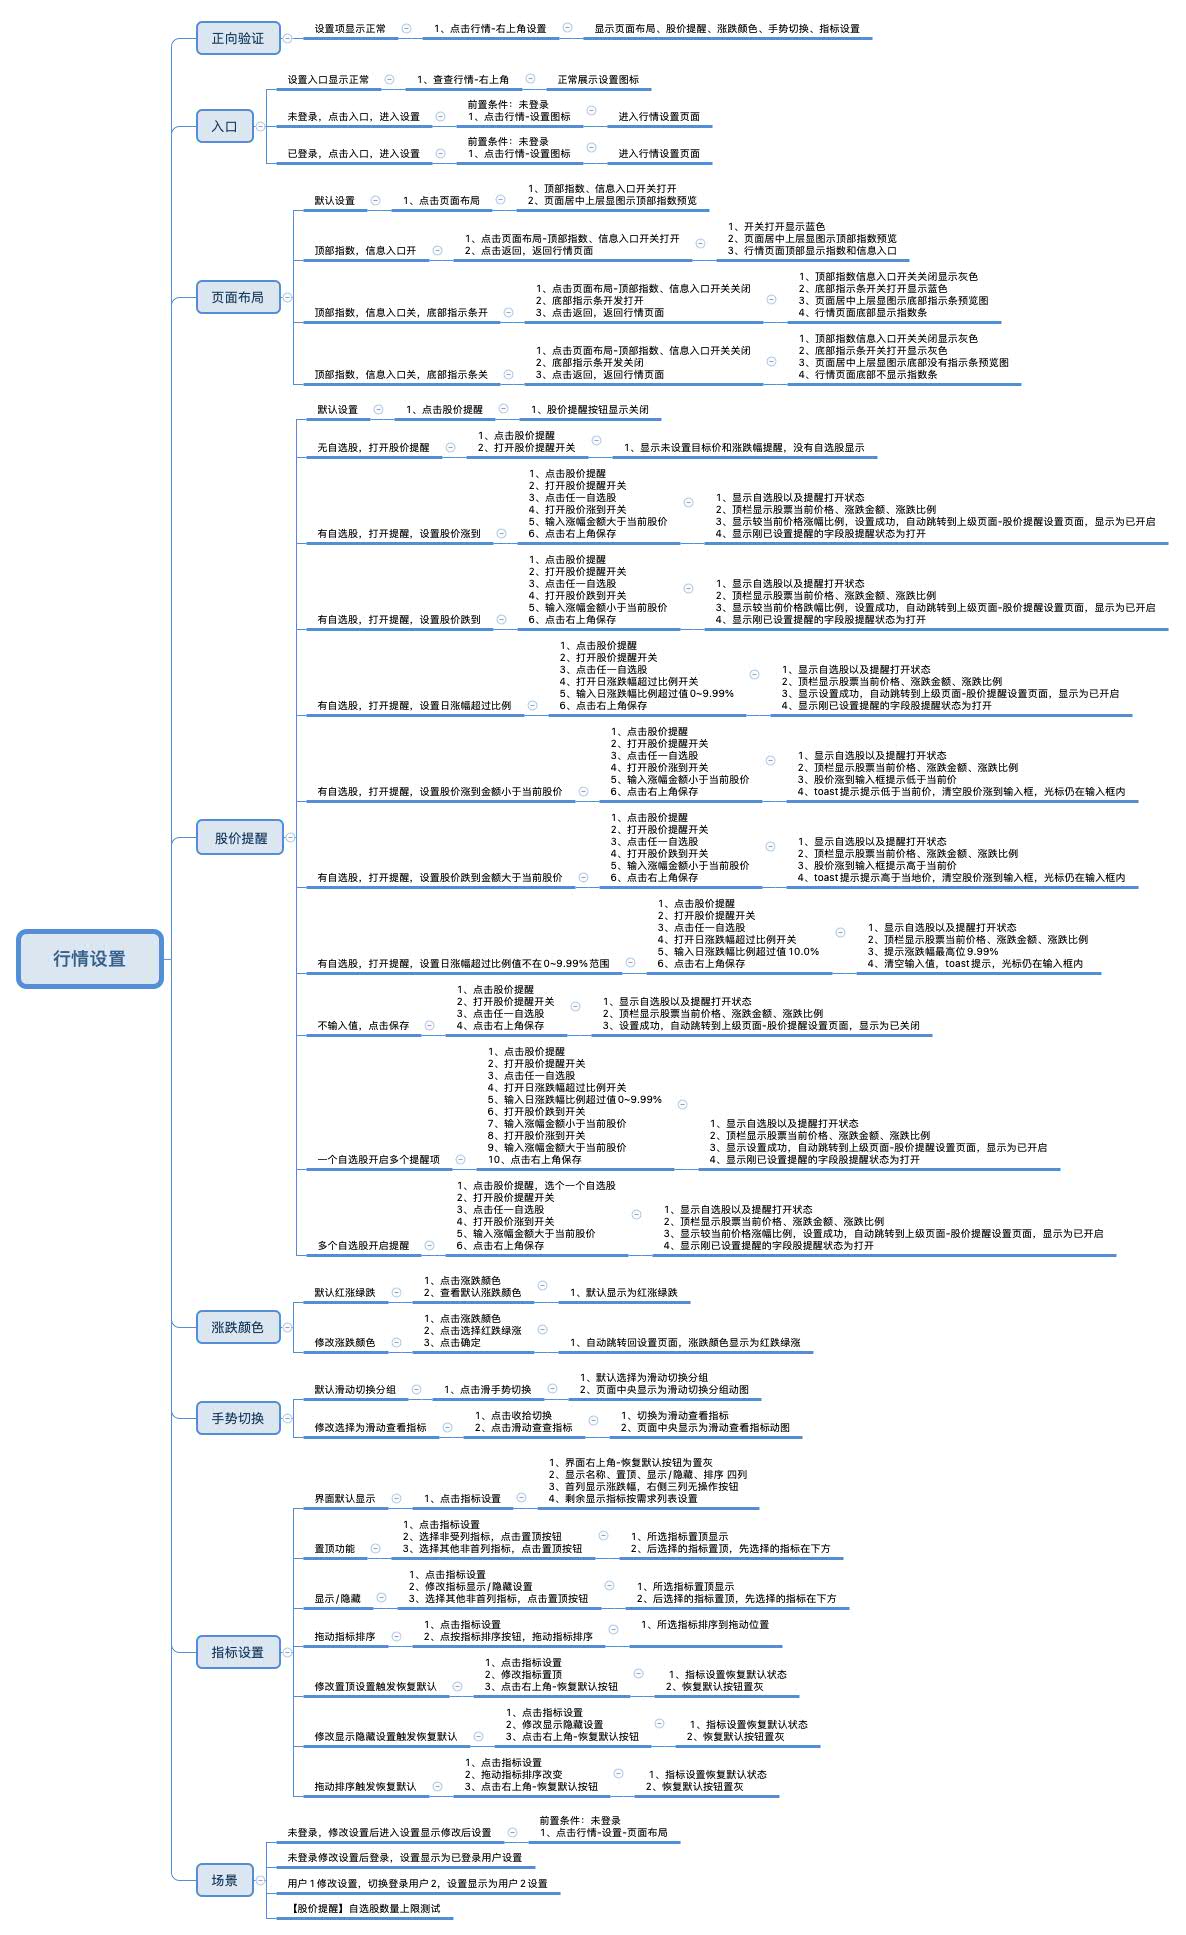 行情设置
正向验证
设置项显示正常
1、点击行情-右上角设置
显示页面布局、股价提醒、涨跌颜色、手势切换、指标设置
入口
设置入口显示正常
1、查查行情-右上角
正常展示设置图标
未登录，点击入口，进入设置
前置条件：未登录
1、点击行情-设置图标
进入行情设置页面
已登录，点击入口，进入设置
前置条件：未登录
1、点击行情-设置图标
进入行情设置页面
页面布局
默认设置
1、点击页面布局
1、顶部指数、信息入口开关打开
2、页面居中上层显图示顶部指数预览
顶部指数，信息入口开
1、点击页面布局-顶部指数、信息入口开关打开
2、点击返回，返回行情页面
1、开关打开显示蓝色
2、页面居中上层显图示顶部指数预览
3、行情页面顶部显示指数和信息入口
顶部指数，信息入口关，底部指示条开
1、点击页面布局-顶部指数、信息入口开关关闭
2、底部指示条开发打开
3、点击返回，返回行情页面
1、顶部指数信息入口开关关闭显示灰色
2、底部指示条开关打开显示蓝色
3、页面居中上层显图示底部指示条预览图
4、行情页面底部显示指数条
顶部指数，信息入口关，底部指示条关
1、点击页面布局-顶部指数、信息入口开关关闭
2、底部指示条开发关闭
3、点击返回，返回行情页面
1、顶部指数信息入口开关关闭显示灰色
2、底部指示条开关打开显示灰色
3、页面居中上层显图示底部没有指示条预览图
4、行情页面底部不显示指数条
股价提醒
默认设置
1、点击股价提醒
1、股价提醒按钮显示关闭
无自选股，打开股价提醒
1、点击股价提醒
2、打开股价提醒开关
1、显示未设置目标价和涨跌幅提醒，没有自选股显示
有自选股，打开提醒，设置股价涨到
1、点击股价提醒
2、打开股价提醒开关
3、点击任一自选股
4、打开股价涨到开关
5、输入涨幅金额大于当前股价
6、点击右上角保存
1、显示自选股以及提醒打开状态
2、顶栏显示股票当前价格、涨跌金额、涨跌比例
3、显示较当前价格涨幅比例，设置成功，自动跳转到上级页面-股价提醒设置页面，显示为已开启
4、显示刚已设置提醒的字段股提醒状态为打开
有自选股，打开提醒，设置股价跌到
1、点击股价提醒
2、打开股价提醒开关
3、点击任一自选股
4、打开股价跌到开关
5、输入涨幅金额小于当前股价
6、点击右上角保存
1、显示自选股以及提醒打开状态
2、顶栏显示股票当前价格、涨跌金额、涨跌比例
3、显示较当前价格跌幅比例，设置成功，自动跳转到上级页面-股价提醒设置页面，显示为已开启
4、显示刚已设置提醒的字段股提醒状态为打开
有自选股，打开提醒，设置日涨幅超过比例
1、点击股价提醒
2、打开股价提醒开关
3、点击任一自选股
4、打开日涨跌幅超过比例开关
5、输入日涨跌幅比例超过值0~9.99%
6、点击右上角保存
1、显示自选股以及提醒打开状态
2、顶栏显示股票当前价格、涨跌金额、涨跌比例
3、显示设置成功，自动跳转到上级页面-股价提醒设置页面，显示为已开启
4、显示刚已设置提醒的字段股提醒状态为打开
有自选股，打开提醒，设置股价涨到金额小于当前股价
1、点击股价提醒
2、打开股价提醒开关
3、点击任一自选股
4、打开股价涨到开关
5、输入涨幅金额小于当前股价
6、点击右上角保存
1、显示自选股以及提醒打开状态
2、顶栏显示股票当前价格、涨跌金额、涨跌比例
3、股价涨到输入框提示低于当前价
4、toast提示提示低于当前价，清空股价涨到输入框，光标仍在输入框内
有自选股，打开提醒，设置股价跌到金额大于当前股价
1、点击股价提醒
2、打开股价提醒开关
3、点击任一自选股
4、打开股价跌到开关
5、输入涨幅金额小于当前股价
6、点击右上角保存
1、显示自选股以及提醒打开状态
2、顶栏显示股票当前价格、涨跌金额、涨跌比例
3、股价涨到输入框提示高于当前价
4、toast提示提示高于当地价，清空股价涨到输入框，光标仍在输入框内
有自选股，打开提醒，设置日涨幅超过比例值不在0~9.99%范围
1、点击股价提醒
2、打开股价提醒开关
3、点击任一自选股
4、打开日涨跌幅超过比例开关
5、输入日涨跌幅比例超过值10.0%
6、点击右上角保存
1、显示自选股以及提醒打开状态
2、顶栏显示股票当前价格、涨跌金额、涨跌比例
3、提示涨跌幅最高位9.99%
4、清空输入值，toast提示，光标仍在输入框内
不输入值，点击保存
1、点击股价提醒
2、打开股价提醒开关
3、点击任一自选股
4、点击右上角保存
1、显示自选股以及提醒打开状态
2、顶栏显示股票当前价格、涨跌金额、涨跌比例
3、设置成功，自动跳转到上级页面-股价提醒设置页面，显示为已关闭
一个自选股开启多个提醒项
1、点击股价提醒
2、打开股价提醒开关
3、点击任一自选股
4、打开日涨跌幅超过比例开关
5、输入日涨跌幅比例超过值0~9.99%
6、打开股价跌到开关
7、输入涨幅金额小于当前股价
8、打开股价涨到开关
9、输入涨幅金额大于当前股价
10、点击右上角保存
1、显示自选股以及提醒打开状态
2、顶栏显示股票当前价格、涨跌金额、涨跌比例
3、显示设置成功，自动跳转到上级页面-股价提醒设置页面，显示为已开启
4、显示刚已设置提醒的字段股提醒状态为打开
多个自选股开启提醒
1、点击股价提醒，选个一个自选股
2、打开股价提醒开关
3、点击任一自选股
4、打开股价涨到开关
5、输入涨幅金额大于当前股价
6、点击右上角保存
1、显示自选股以及提醒打开状态
2、顶栏显示股票当前价格、涨跌金额、涨跌比例
3、显示较当前价格涨幅比例，设置成功，自动跳转到上级页面-股价提醒设置页面，显示为已开启
4、显示刚已设置提醒的字段股提醒状态为打开
涨跌颜色
默认红涨绿跌
1、点击涨跌颜色
2、查看默认涨跌颜色
1、默认显示为红涨绿跌
修改涨跌颜色
1、点击涨跌颜色
2、点击选择红跌绿涨
3、点击确定
1、自动跳转回设置页面，涨跌颜色显示为红跌绿涨
手势切换
默认滑动切换分组
1、点击滑手势切换
1、默认选择为滑动切换分组
2、页面中央显示为滑动切换分组动图
修改选择为滑动查看指标
1、点击收拾切换
2、点击滑动查查指标
1、切换为滑动查看指标
2、页面中央显示为滑动查看指标动图
指标设置
界面默认显示
1、点击指标设置
1、界面右上角-恢复默认按钮为置灰
2、显示名称、置顶、显示/隐藏、排序 四列
3、首列显示涨跌幅，右侧三列无操作按钮
4、剩余显示指标按需求列表设置
置顶功能
1、点击指标设置
2、选择非受列指标，点击置顶按钮
3、选择其他非首列指标，点击置顶按钮
1、所选指标置顶显示
2、后选择的指标置顶，先选择的指标在下方
显示/隐藏
1、点击指标设置
2、修改指标显示/隐藏设置
3、选择其他非首列指标，点击置顶按钮
1、所选指标置顶显示
2、后选择的指标置顶，先选择的指标在下方
拖动指标排序
1、点击指标设置
2、点按指标排序按钮，拖动指标排序
1、所选指标排序到拖动位置
修改置顶设置触发恢复默认
1、点击指标设置
2、修改指标置顶
3、点击右上角-恢复默认按钮
1、指标设置恢复默认状态
2、恢复默认按钮置灰
修改显示隐藏设置触发恢复默认
1、点击指标设置
2、修改显示隐藏设置
3、点击右上角-恢复默认按钮
1、指标设置恢复默认状态
2、恢复默认按钮置灰
拖动排序触发恢复默认
1、点击指标设置
2、拖动指标排序改变
3、点击右上角-恢复默认按钮
1、指标设置恢复默认状态
2、恢复默认按钮置灰
场景
未登录，修改设置后进入设置显示修改后设置
前置条件：未登录
1、点击行情-设置-页面布局
未登录修改设置后登录，设置显示为已登录用户设置
用户1修改设置，切换登录用户2，设置显示为用户2设置
【股价提醒】自选股数量上限测试